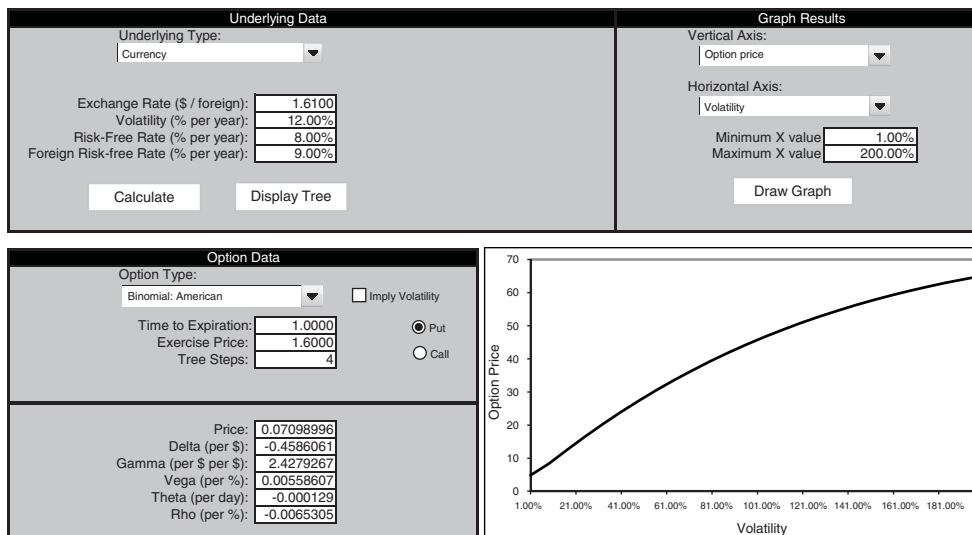 Underlying Data
Underlying Type:
Currency
Exchange Rate ($ / foreign): 1.6100
Volatility (% per year): 12.00%
Risk-Free Rate (% per year): 8.00%
Foreign Risk-free Rate (% per year): 9.00%
Calculate Display Tree
Graph Results
Vertical Axis:
Option price
Horizontal Axis:
Volatility
Minimum X value 1.00%
Maximum X value 200.00%
Draw Graph
Option Data
Option Type:
Binomial: American
Imply Volatility
Time to Expiration: 1.0000
Exercise Price: 1.6000
Tree Steps: 4
Put
Call
Price: 0.07098996
Delta (per $): -0.4586061
Gamma (per $ per $): 2.4279267
Vega (per %): 0.00558607
Theta (per day): -0.000129
Rho (per %): -0.0065305
70
60
50
40
30
20
10
0
Option Price
1.00% 21.00% 41.00% 61.00% 81.00% 101.00% 121.00% 141.00% 161.00% 181.00%
Volatility